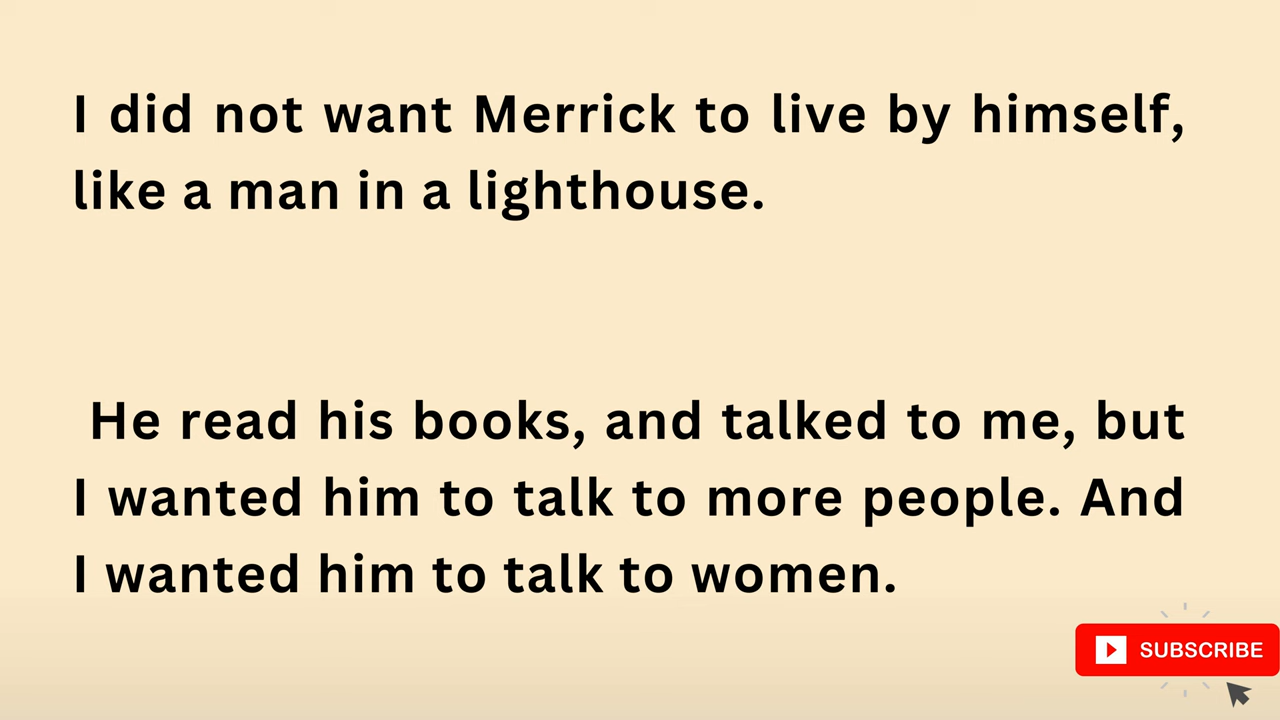 I did not want Merrick to live by himself,
like a man in a lighthouse.
He read his books, and talked to me, but
I wanted him to talk to more people. And
I wanted him to talk to women.
SUBSCRIBE